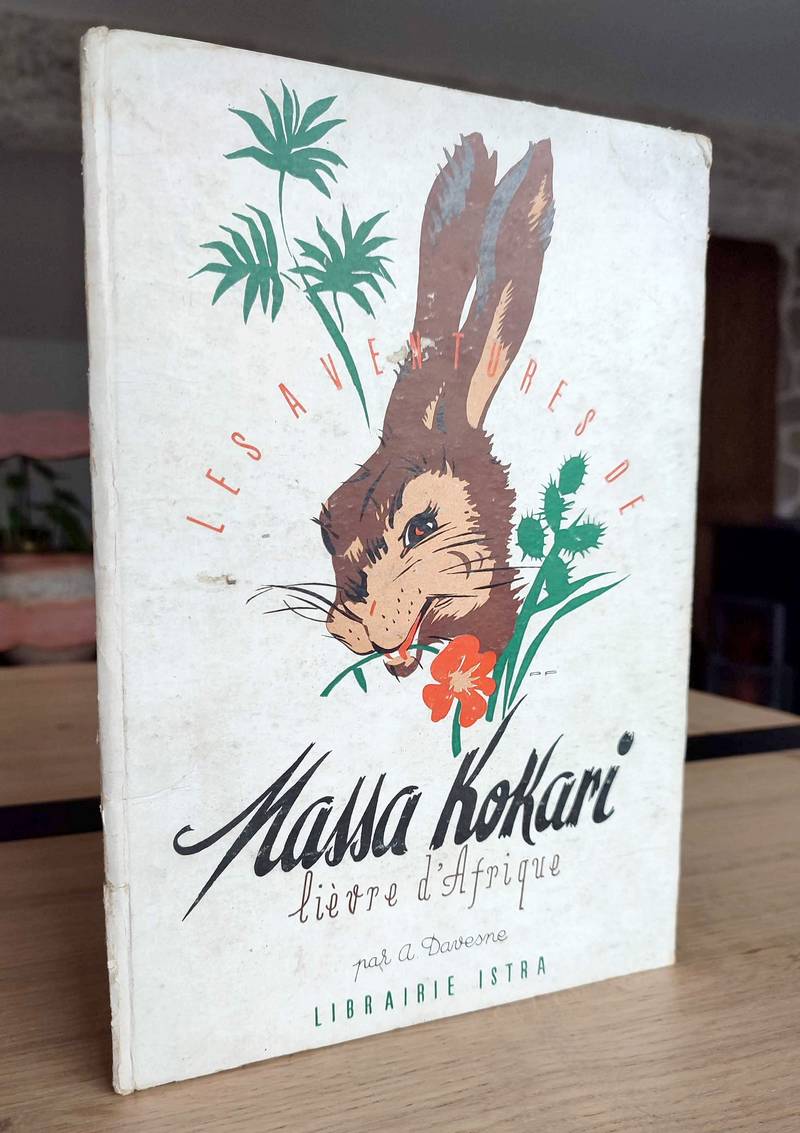 LES AVENTURES DE
Massa Kokari
lièvre d'Afrique
par A. Davesne
LIBRAIRIE ISTRA